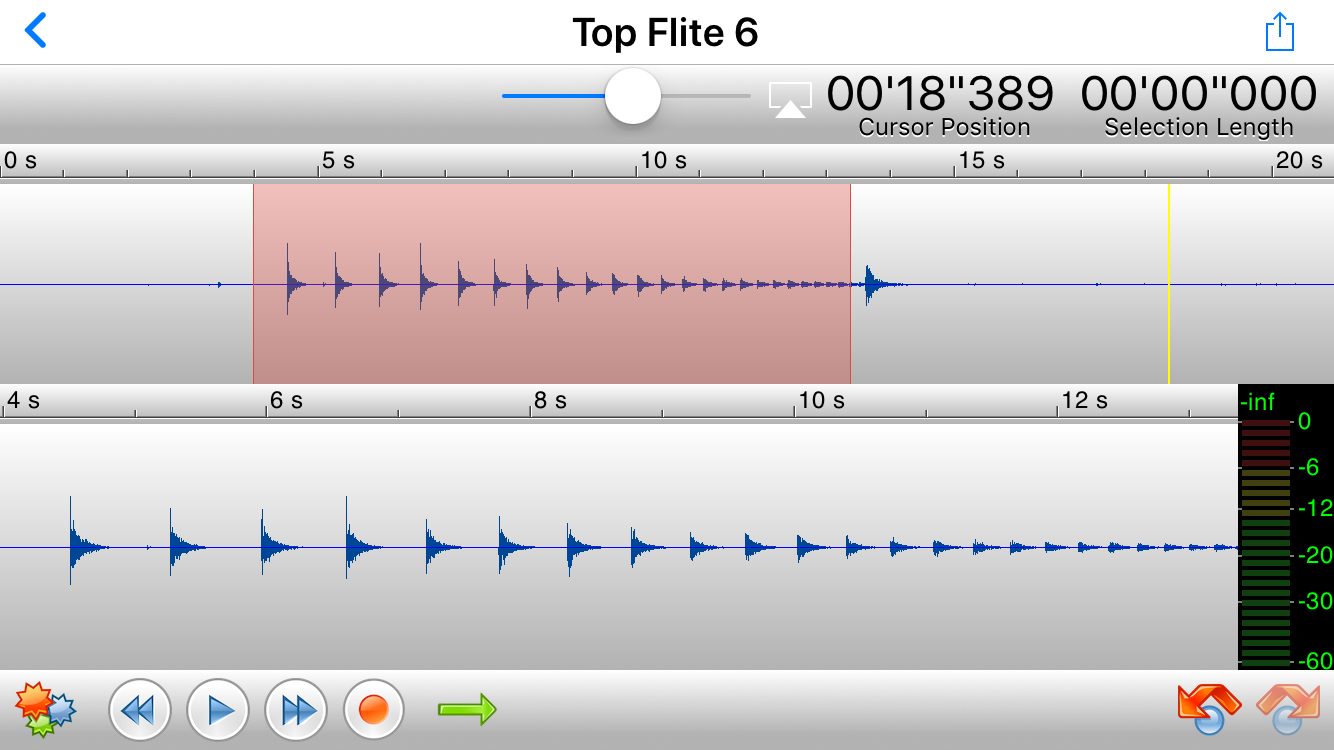 Top Flite 6
00'18"389 00'00"000
Cursor Position Selection Length
0 s 5 s 10 s 15 s 20 s
4 s 6 s 8 s 10 s 12 s
-inf
0
-6
-12
-20
-30
-60